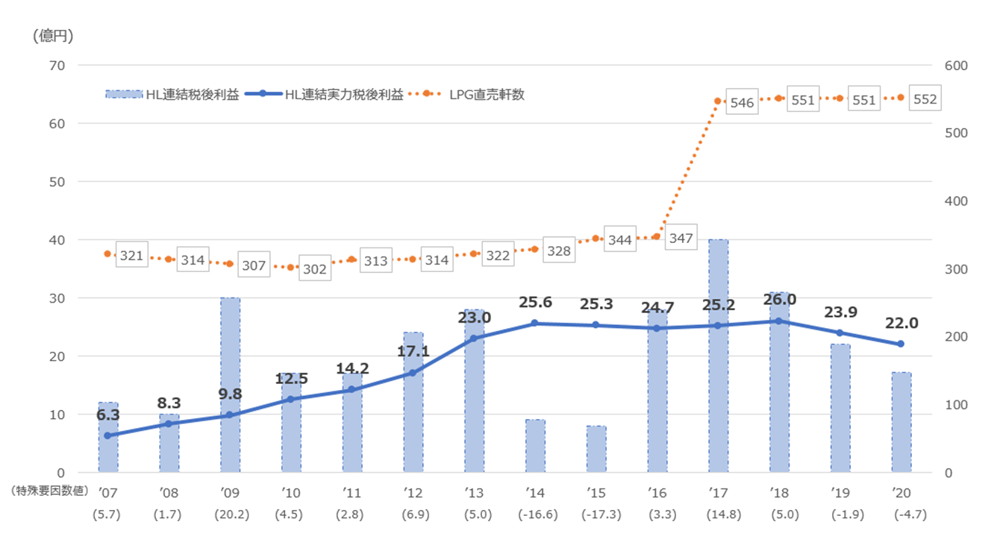 (億円)
70 600
HL連結税後利益 HL連結実力税後利益 LPG直売軒数
546 551 551 552
60
500
50
400
40
321 314 307 302 313 314 322 328 344 347
300
30
6.3 8.3 9.8 12.5 14.2 17.1 23.0 25.6 25.3 24.7 25.2 26.0 23.9 22.0
200
20
10
100
0 0
（特殊要因数値） ’07 ’08 ’09 ’10 ’11 ’12 ’13 ’14 ’15 ’16 ’17 ’18 ’19 ’20
(5.7) (1.7) (20.2) (4.5) (2.8) (6.9) (5.0) (-16.6) (-17.3) (3.3) (14.8) (5.0) (-1.9) (-4.7)